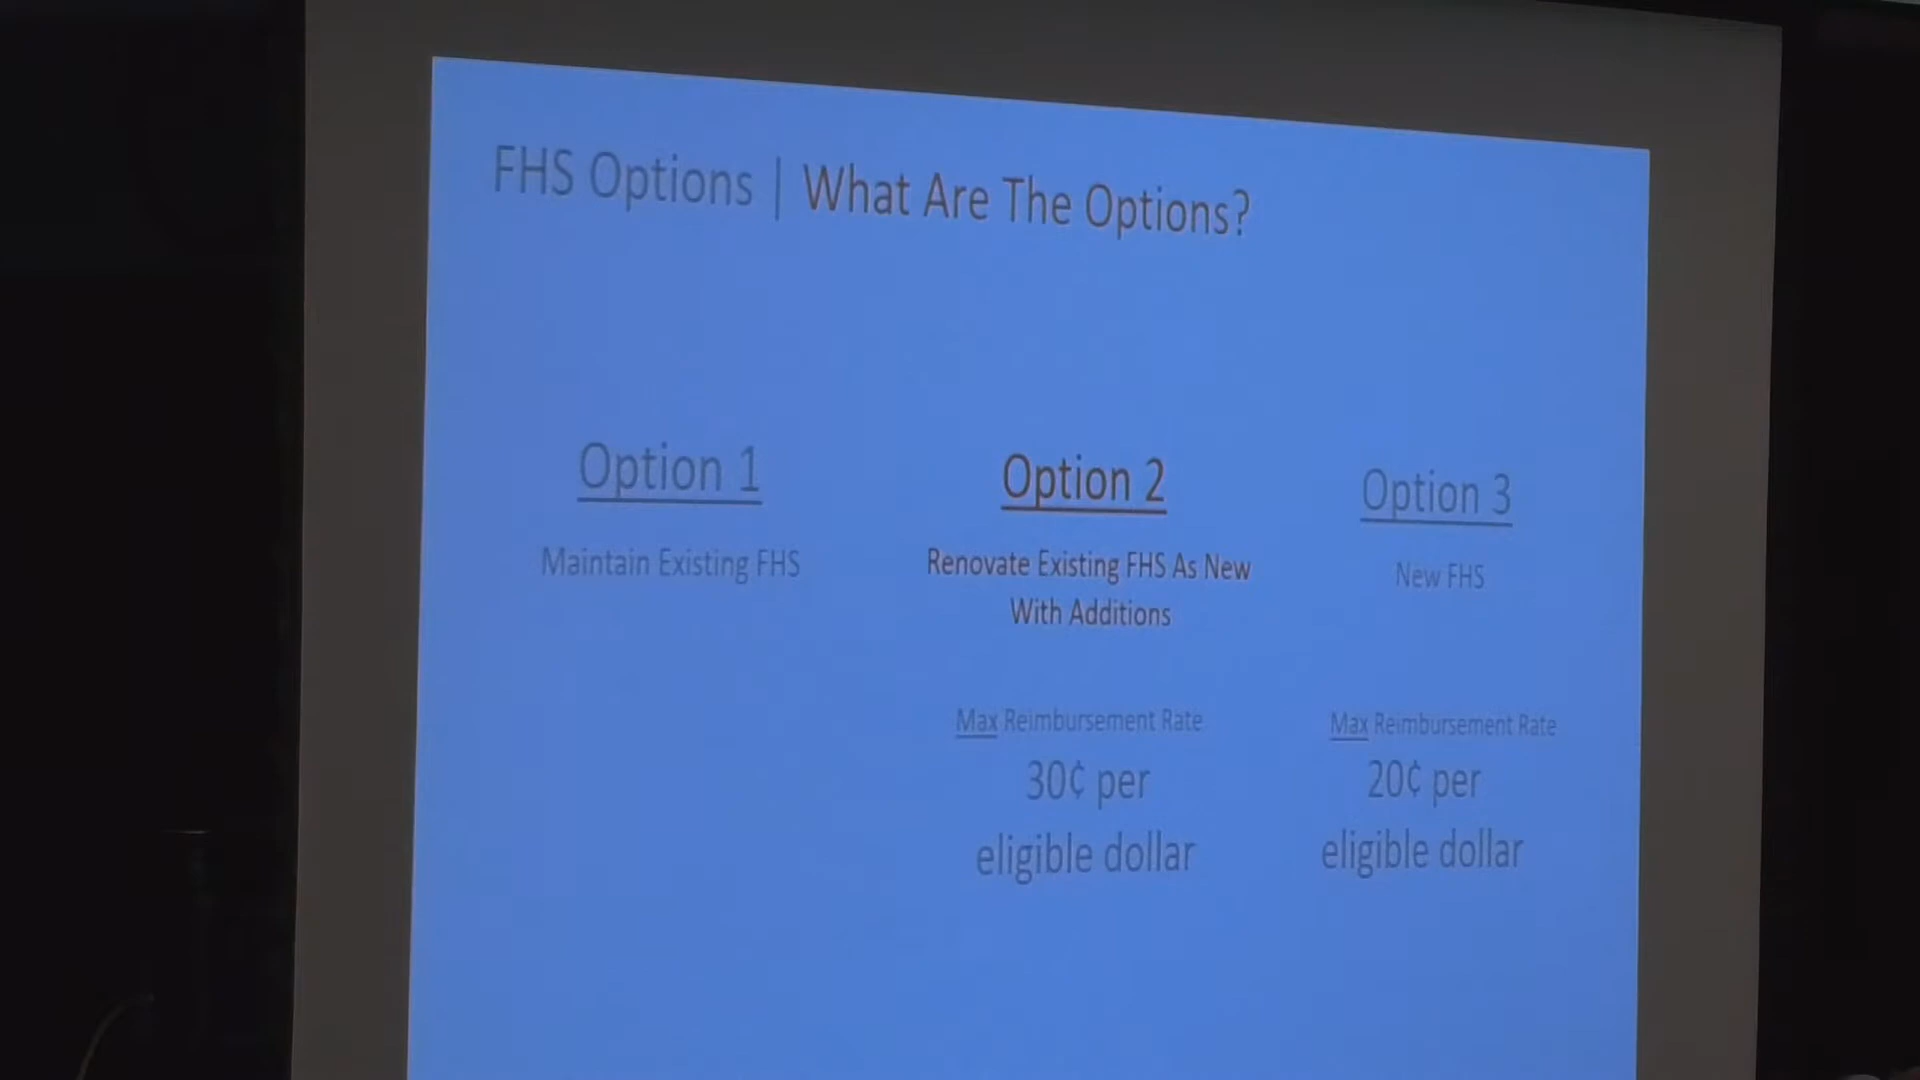 FHS Options | What Are The Options?
Option 1
Maintain Existing FHS
Option 2
Renovate Existing FHS As New
With Additions
Max Reimbursement Rate
30¢ per
eligible dollar
Option 3
New FHS
Max Reimbursement Rate
20¢ per
eligible dollar